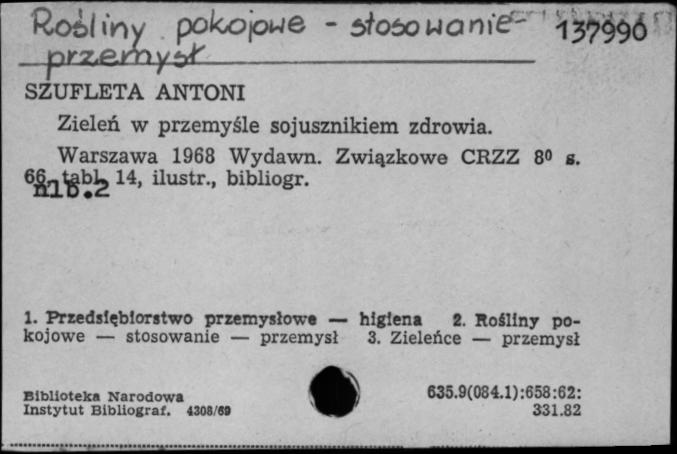 Rośliny pokojowe - stosowanie - 137990
przemysł
SZUFLETA ANTONI
Zieleń w przemyśle sojusznikiem zdrowia.
Warszawa 1968 Wydawn. Związkowe CRZZ 8⁰ s.
66, tabl. 14, ilustr., bibliogr.
nlb.2
1. Przedsiębiorstwo przemysłowe — higiena 2. Rośliny po-
kojowe — stosowanie — przemysł 3. Zieleńce — przemysł
Biblioteka Narodowa 635.9(084.1):658:62:
Instytut Bibliograf. 4308/69 331.82